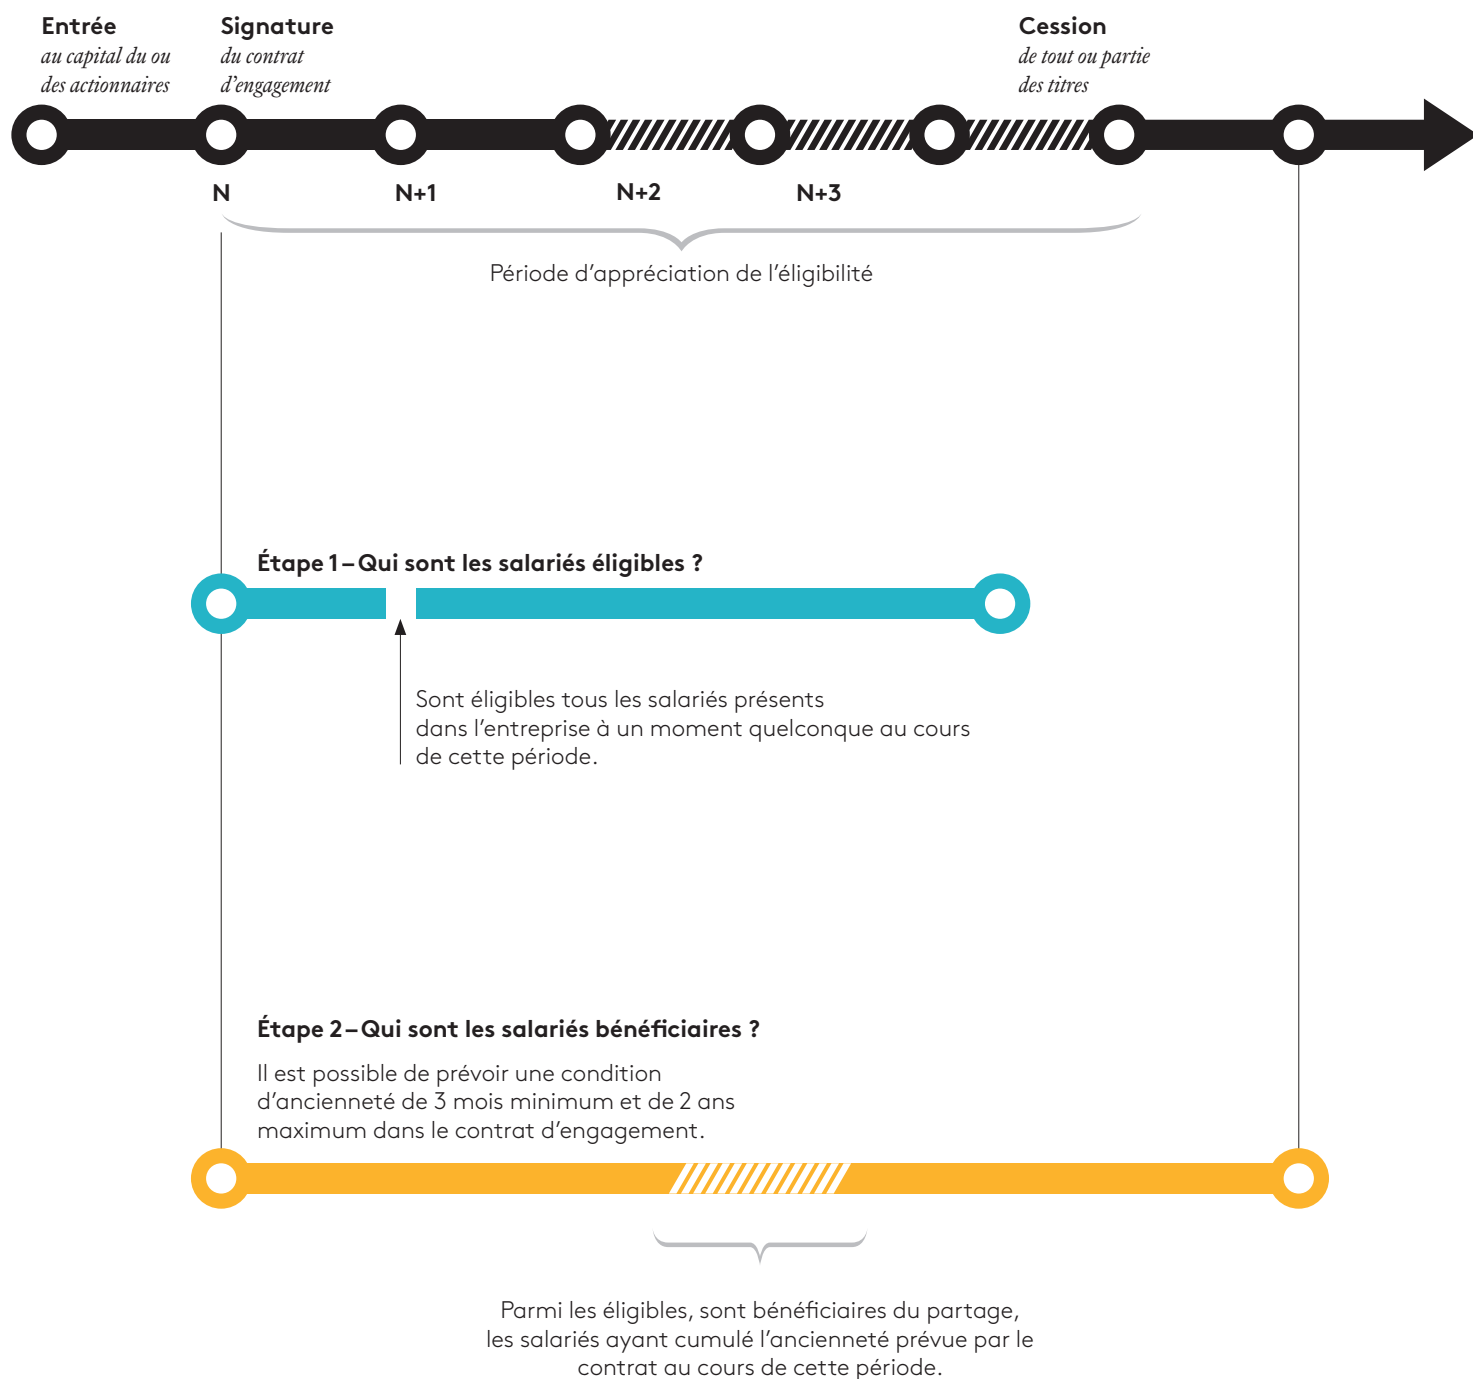 Entrée
au capital du ou
des actionnaires
Signature
du contrat
d’engagement
Cession
de tout ou partie
des titres
N
N+1
N+2
N+3
Période d’appréciation de l’éligibilité
Étape 1 – Qui sont les salariés éligibles ?
Sont éligibles tous les salariés présents
dans l’entreprise à un moment quelconque au cours
de cette période.
Étape 2 – Qui sont les salariés bénéficiaires ?
Il est possible de prévoir une condition
d’ancienneté de 3 mois minimum et de 2 ans
maximum dans le contrat d’engagement.
Parmi les éligibles, sont bénéficiaires du partage,
les salariés ayant cumulé l’ancienneté prévue par le
contrat au cours de cette période.